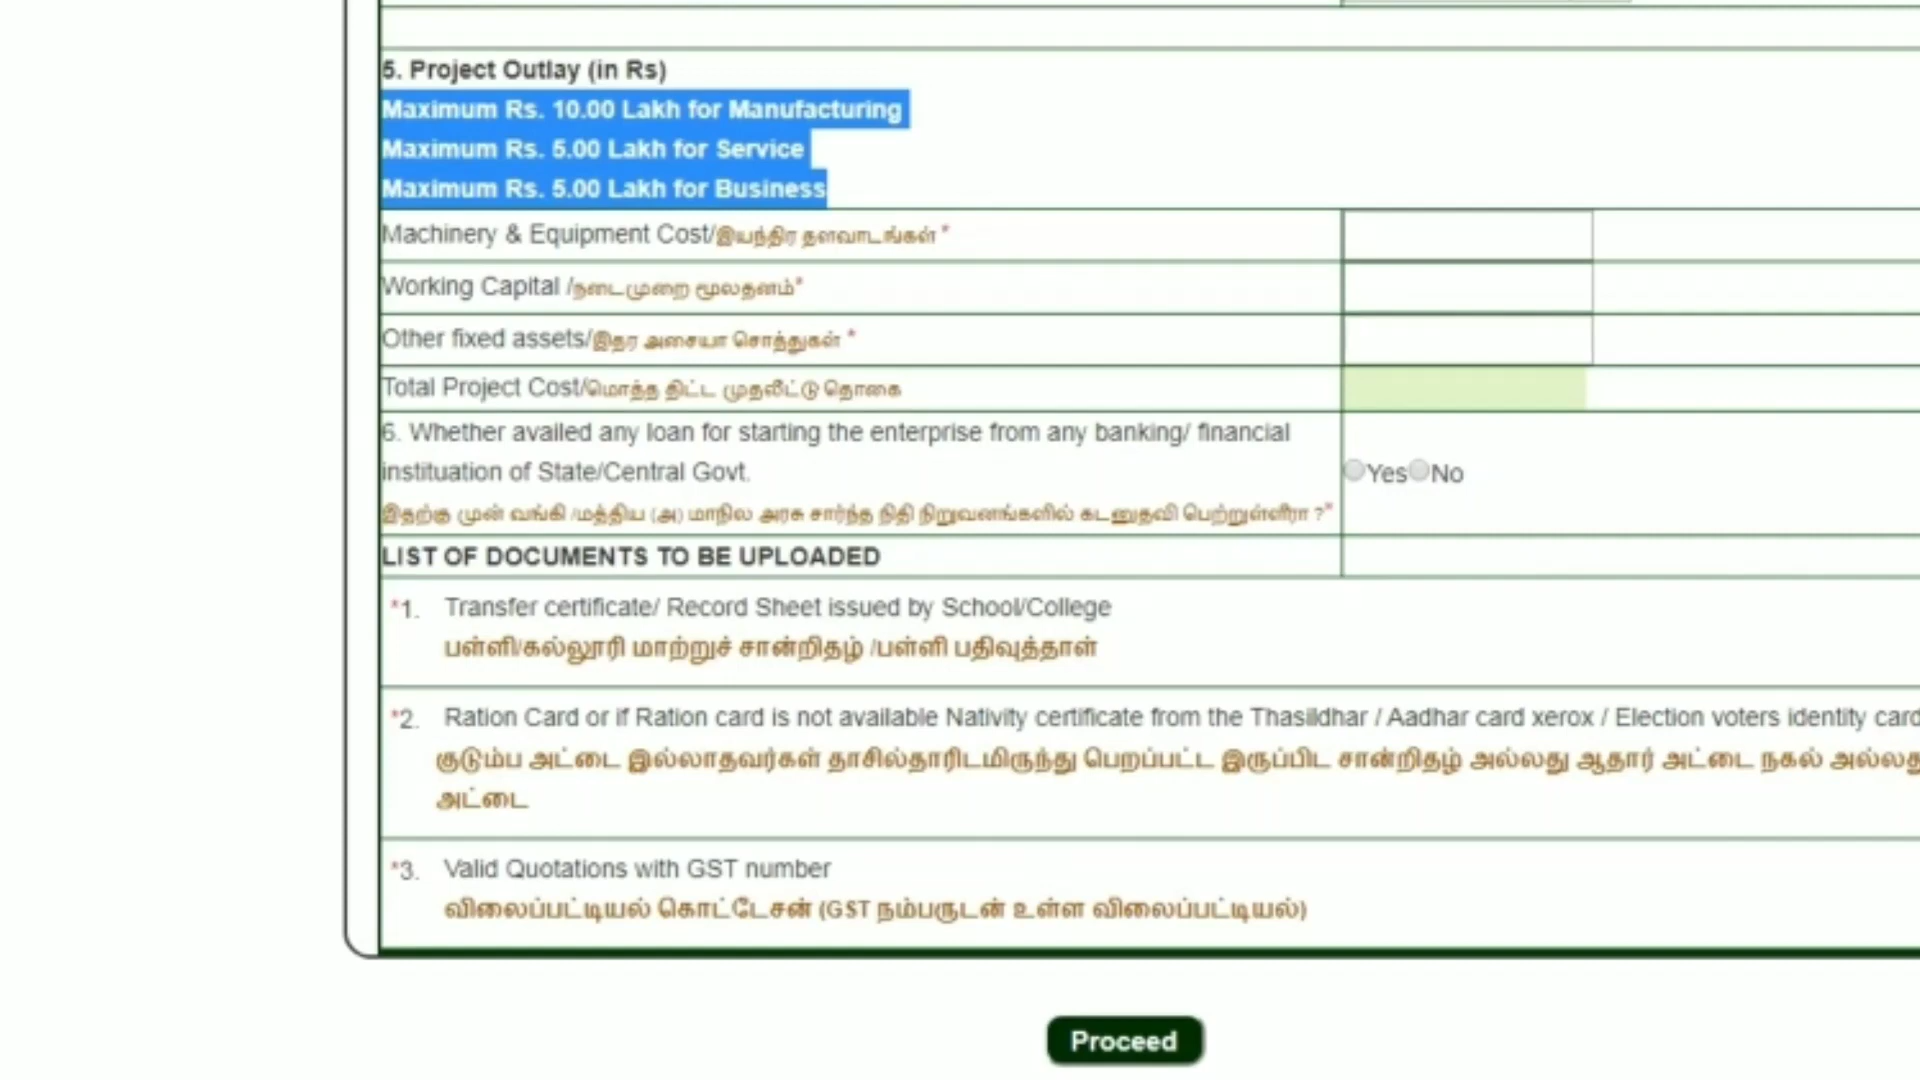 5. Project Outlay (in Rs)
Maximum Rs. 10.00 Lakh for Manufacturing
Maximum Rs. 5.00 Lakh for Service
Maximum Rs. 5.00 Lakh for Business
Machinery & Equipment Cost/இயந்திர தளவாடங்கள் *
Working Capital /நடைமுறை மூலதனம்*
Other fixed assets/இதர அசையா சொத்துகள் *
Total Project Cost/மொத்த திட்ட முதலீட்டு தொகை
6. Whether availed any loan for starting the enterprise from any banking/ financial
instituation of State/Central Govt.
Yes No
இதற்கு முன் வங்கி /மத்திய (அ) மாநில அரசு சார்ந்த நிதி நிறுவனங்களில் கடனுதவி பெற்றுள்ளீரா ?*
LIST OF DOCUMENTS TO BE UPLOADED
*1. Transfer certificate/ Record Sheet issued by School/College
பள்ளி/கல்லூரி மாற்றுச் சான்றிதழ் /பள்ளி பதிவுத்தாள்
*2. Ration Card or if Ration card is not available Nativity certificate from the Thasildhar / Aadhar card xerox / Election voters identity card
குடும்ப அட்டை இல்லாதவர்கள் தாசில்தாரிடமிருந்து பெறப்பட்ட இருப்பிட சான்றிதழ் அல்லது ஆதார் அட்டை நகல் அல்லது
அட்டை
*3. Valid Quotations with GST number
விலைப்பட்டியல் கொட்டேசன் (GST நம்பருடன் உள்ள விலைப்பட்டியல்)
Proceed